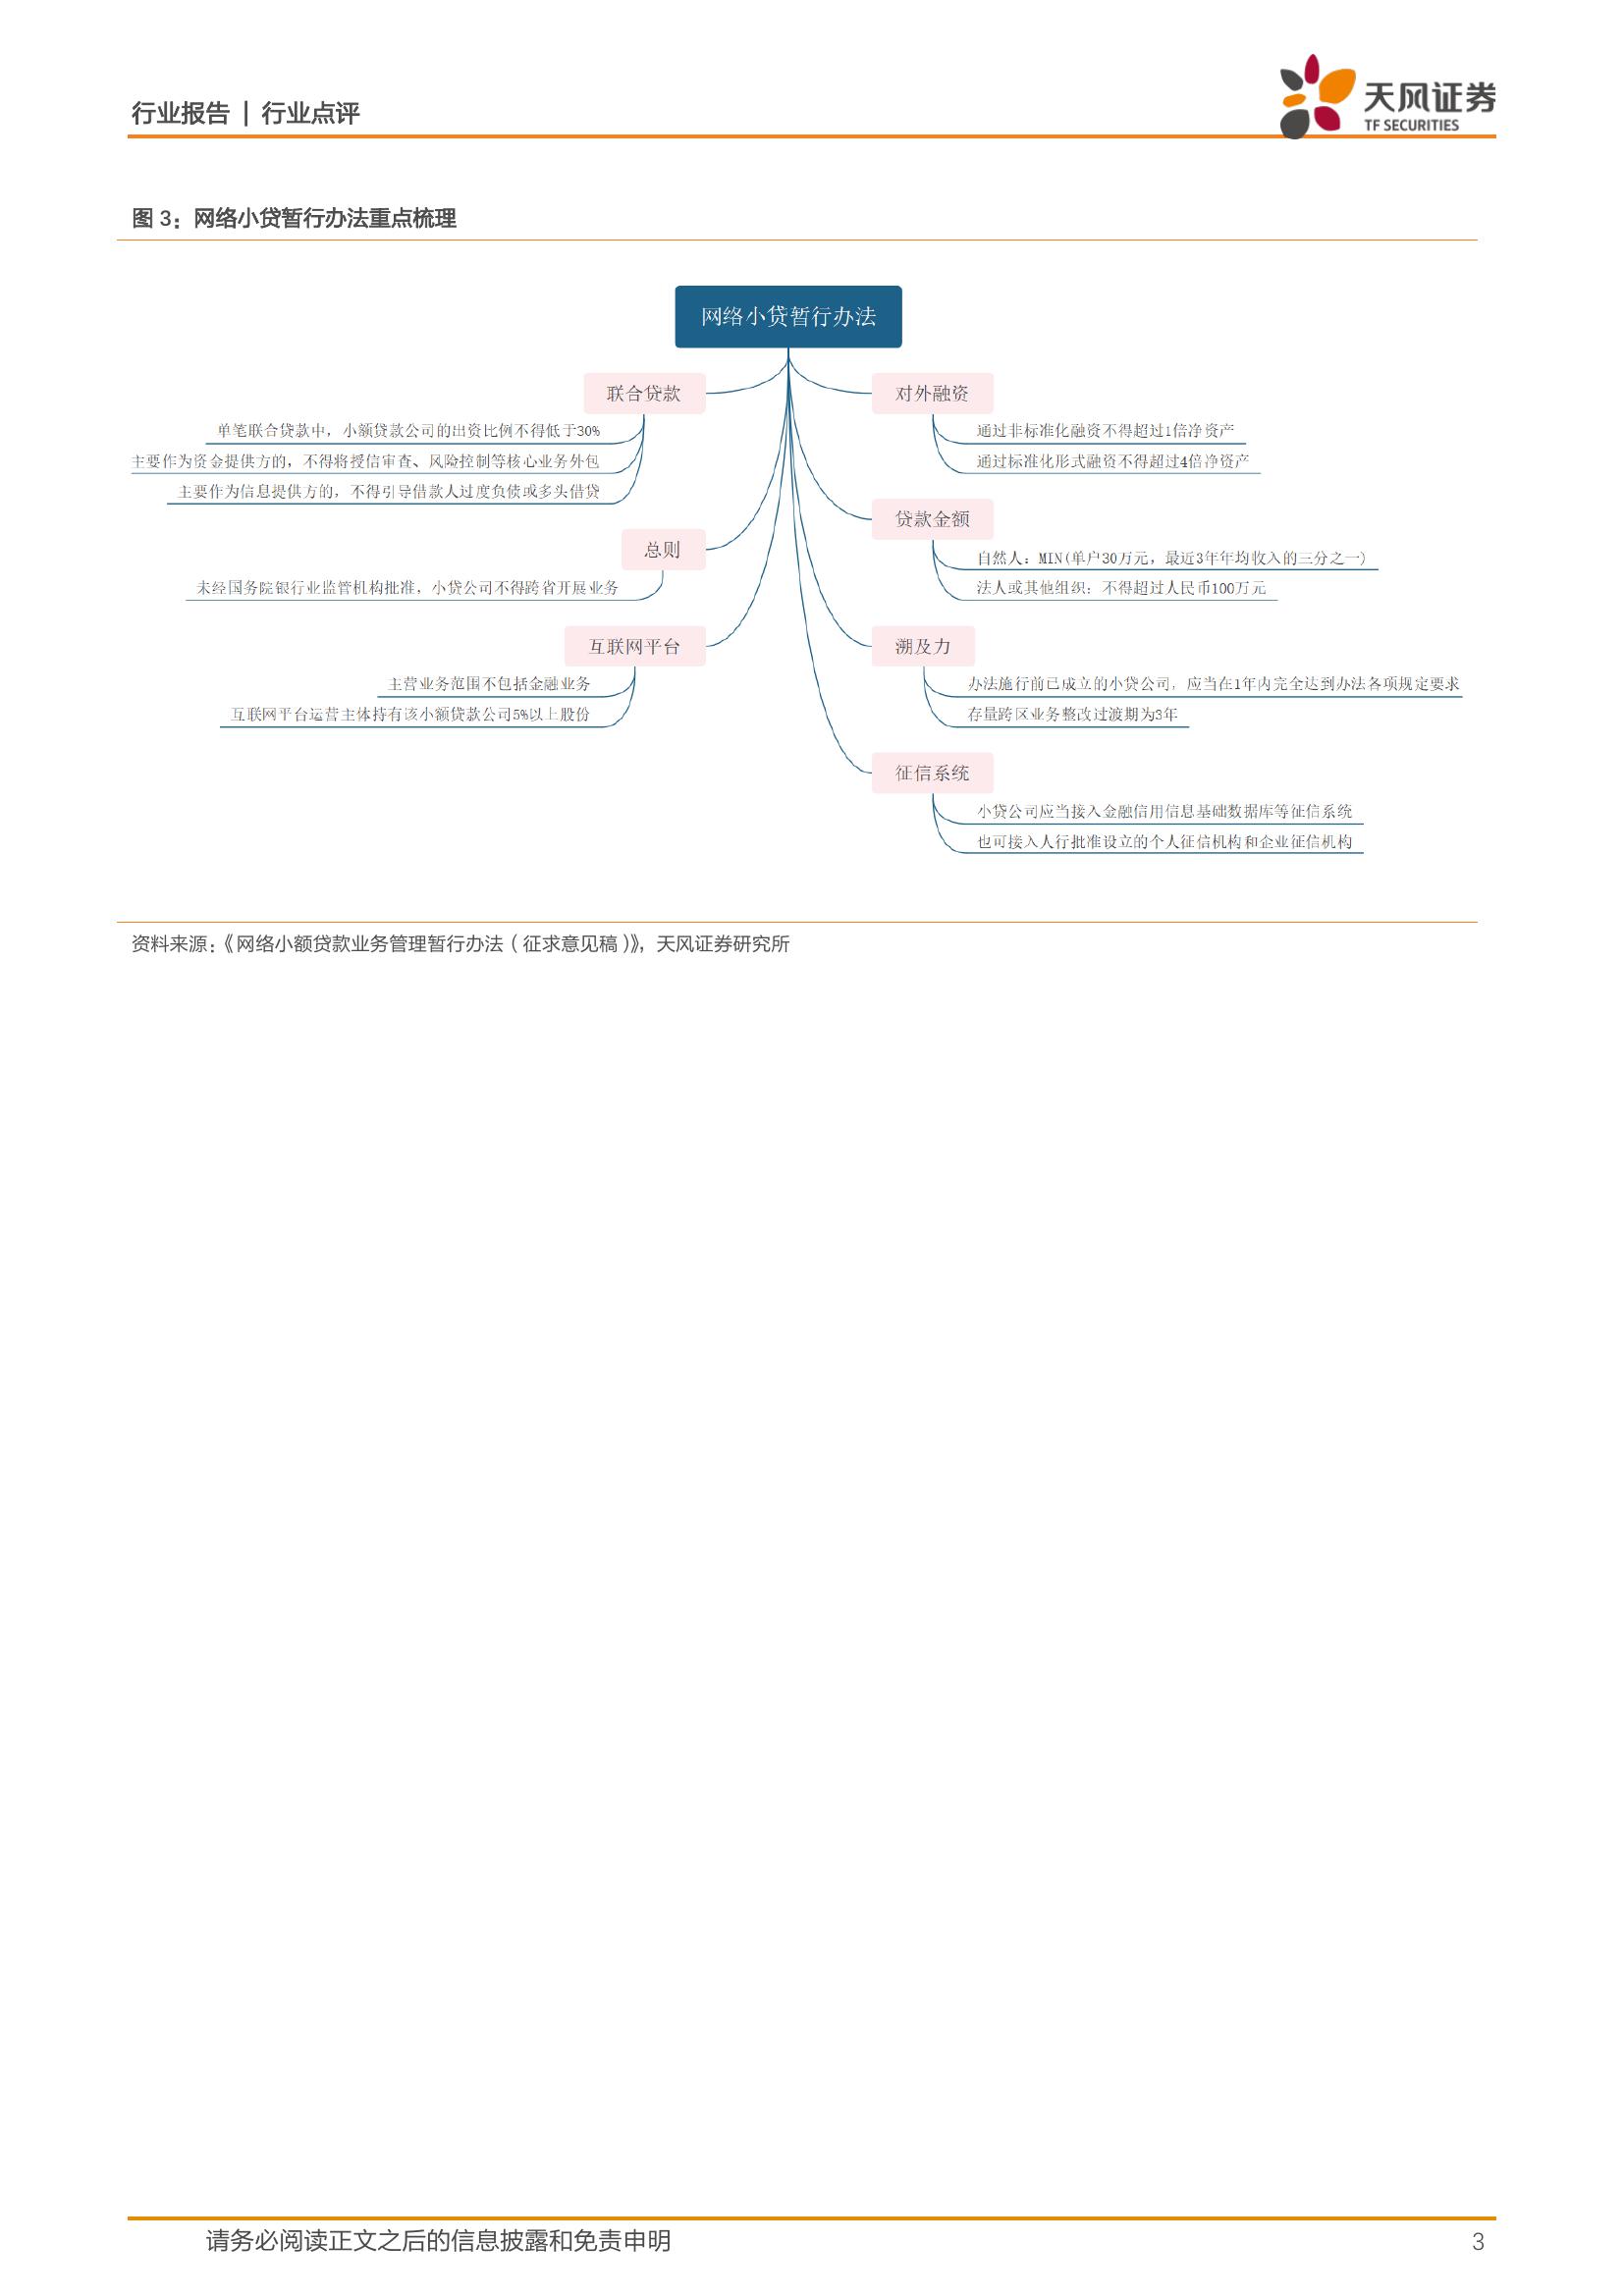 行业报告 | 行业点评
天风证券
TF SECURITIES
图 3：网络小贷暂行办法重点梳理
网络小贷暂行办法
联合贷款
单笔联合贷款中，小额贷款公司的出资比例不得低于30%
主要作为资金提供方的，不得将授信审查、风险控制等核心业务外包
主要作为信息提供方的，不得引导借款人过度负债或多头借贷
总则
未经国务院银行业监管机构批准，小贷公司不得跨省开展业务
互联网平台
主营业务范围不包括金融业务
互联网平台运营主体持有该小额贷款公司5%以上股份
对外融资
通过非标准化融资不得超过1倍净资产
通过标准化形式融资不得超过4倍净资产
贷款金额
自然人：MIN(单户30万元，最近3年年均收入的三分之一)
法人或其他组织：不得超过人民币100万元
溯及力
办法施行前已成立的小贷公司，应当在1年内完全达到办法各项规定要求
存量跨区业务整改过渡期为3年
征信系统
小贷公司应当接入金融信用信息基础数据库等征信系统
也可接入人行批准设立的个人征信机构和企业征信机构
资料来源：《网络小额贷款业务管理暂行办法（征求意见稿）》，天风证券研究所
请务必阅读正文之后的信息披露和免责申明
3